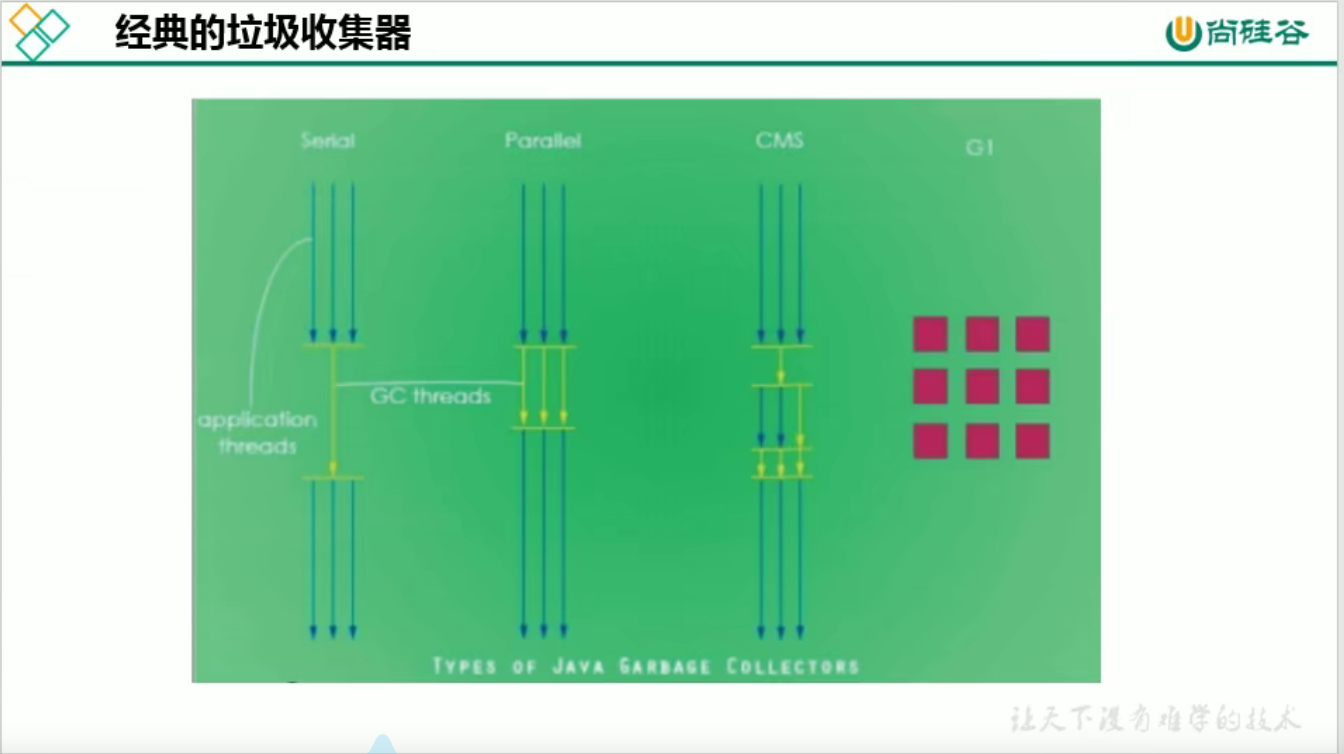 经典的垃圾收集器
尚硅谷
Serial
Parallel
CMS
G1
GC threads
application
threads
TYPES OF JAVA GARBAGE COLLECTORS
让天下没有难学的技术